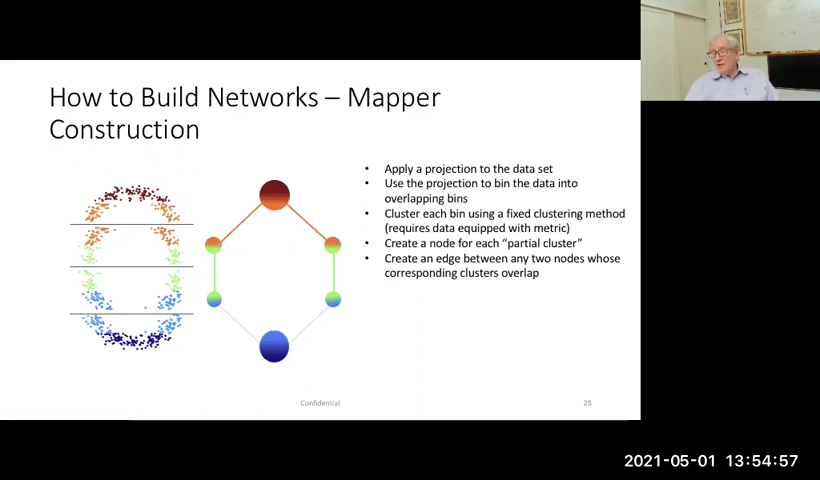 How to Build Networks – Mapper
Construction
• Apply a projection to the data set
• Use the projection to bin the data into
overlapping bins
• Cluster each bin using a fixed clustering method
(requires data equipped with metric)
• Create a node for each “partial cluster”
• Create an edge between any two nodes whose
corresponding clusters overlap
Confidential
28
2021-05-01 13:54:57